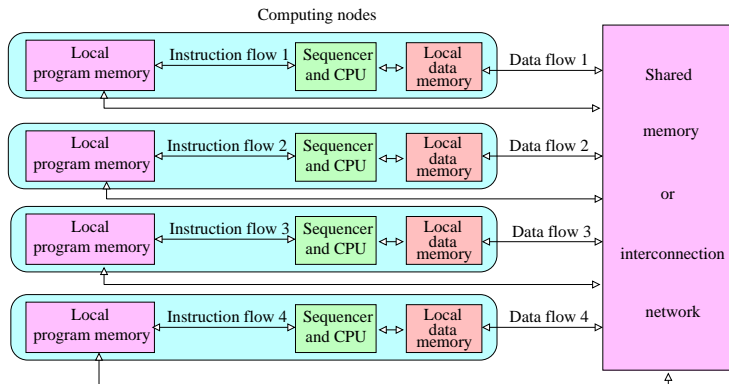 Computing nodes
Local
program memory
Instruction flow 1
Sequencer
and CPU
Local
data
memory
Data flow 1
Local
program memory
Instruction flow 2
Sequencer
and CPU
Local
data
memory
Data flow 2
Local
program memory
Instruction flow 3
Sequencer
and CPU
Local
data
memory
Data flow 3
Local
program memory
Instruction flow 4
Sequencer
and CPU
Local
data
memory
Data flow 4
Shared
memory
or
interconnection
network